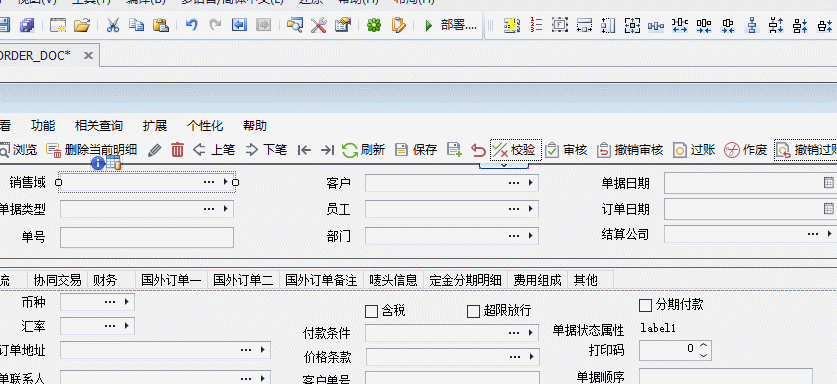 部署....
ORDER_DOC*
看 功能 相关查询 扩展 个性化 帮助
浏览 删除当前明细 上笔 下笔 刷新 保存 校验 审核 撤销审核 过账 作废 撤销过账
销售域 客户 单据日期
单据类型 员工 订单日期
单号 部门 结算公司
流 协同交易 财务 国外订单一 国外订单二 国外订单备注 唛头信息 定金分期明细 费用组成 其他
币种 含税 超限放行 分期付款
汇率 付款条件 单据状态属性 label1
订单地址 价格条款 打印码 0
单联系人 客户单号 单据顺序